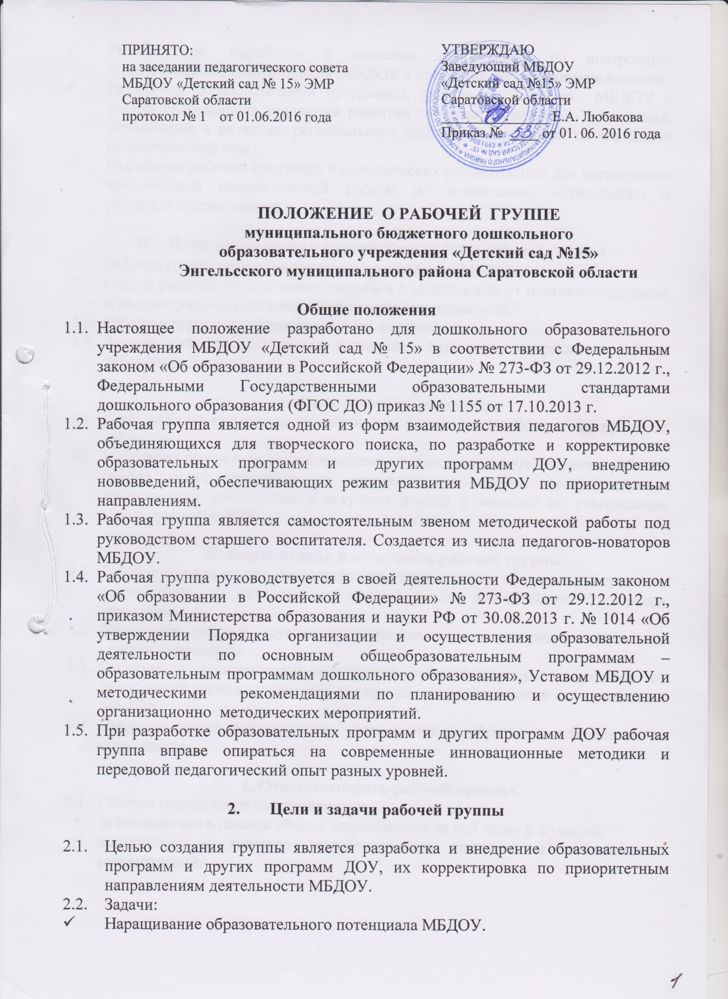 ПРИНЯТО:
на заседании педагогического совета
МБДОУ «Детский сад № 15» ЭМР
Саратовской области
протокол № 1 от 01.06.2016 года
УТВЕРЖДАЮ
Заведующий МБДОУ
«Детский сад №15» ЭМР
Саратовской области
Е.А. Любакова
Приказ № 53 от 01. 06. 2016 года
ПОЛОЖЕНИЕ О РАБОЧЕЙ ГРУППЕ
муниципального бюджетного дошкольного
образовательного учреждения «Детский сад №15»
Энгельсского муниципального района Саратовской области
Общие положения
1.1. Настоящее положение разработано для дошкольного образовательного
учреждения МБДОУ «Детский сад № 15» в соответствии с Федеральным
законом «Об образовании в Российской Федерации» № 273-ФЗ от 29.12.2012 г.,
Федеральными Государственными образовательными стандартами
дошкольного образования (ФГОС ДО) приказ № 1155 от 17.10.2013 г.
1.2. Рабочая группа является одной из форм взаимодействия педагогов МБДОУ,
объединяющихся для творческого поиска, по разработке и корректировке
образовательных программ и других программ ДОУ, внедрению
нововведений, обеспечивающих режим развития МБДОУ по приоритетным
направлениям.
1.3. Рабочая группа является самостоятельным звеном методической работы под
руководством старшего воспитателя. Создается из числа педагогов-новаторов
МБДОУ.
1.4. Рабочая группа руководствуется в своей деятельности Федеральным законом
«Об образовании в Российской Федерации» № 273-ФЗ от 29.12.2012 г.,
приказом Министерства образования и науки РФ от 30.08.2013 г. № 1014 «Об
утверждении Порядка организации и осуществления образовательной
деятельности по основным общеобразовательным программам –
образовательным программам дошкольного образования», Уставом МБДОУ и
методическими рекомендациями по планированию и осуществлению
организационно методических мероприятий.
1.5. При разработке образовательных программ и других программ ДОУ рабочая
группа вправе опираться на современные инновационные методики и
передовой педагогический опыт разных уровней.
2. Цели и задачи рабочей группы
2.1. Целью создания группы является разработка и внедрение образовательных
программ и других программ ДОУ, их корректировка по приоритетным
направлениям деятельности МБДОУ.
2.2. Задачи:
✓ Наращивание образовательного потенциала МБДОУ.
1